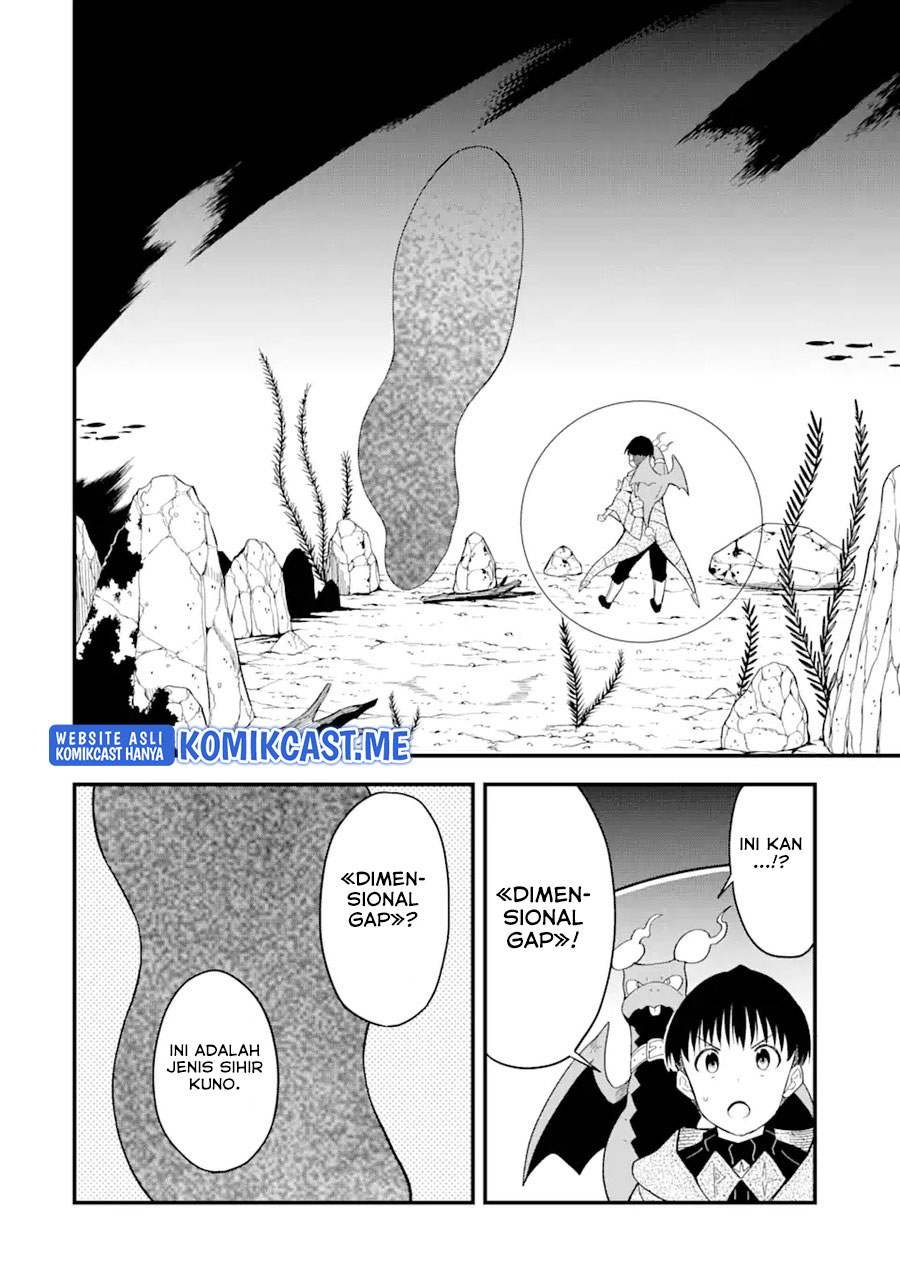 WEBSITE ASLI
KOMIKCAST HANYA
KOMIKCAST.ME
INI KAN
...!?
≪DIMEN-
SIONAL
GAP≫!
≪DIMEN-
SIONAL
GAP≫?
INI ADALAH
JENIS SIHIR
KUNO.